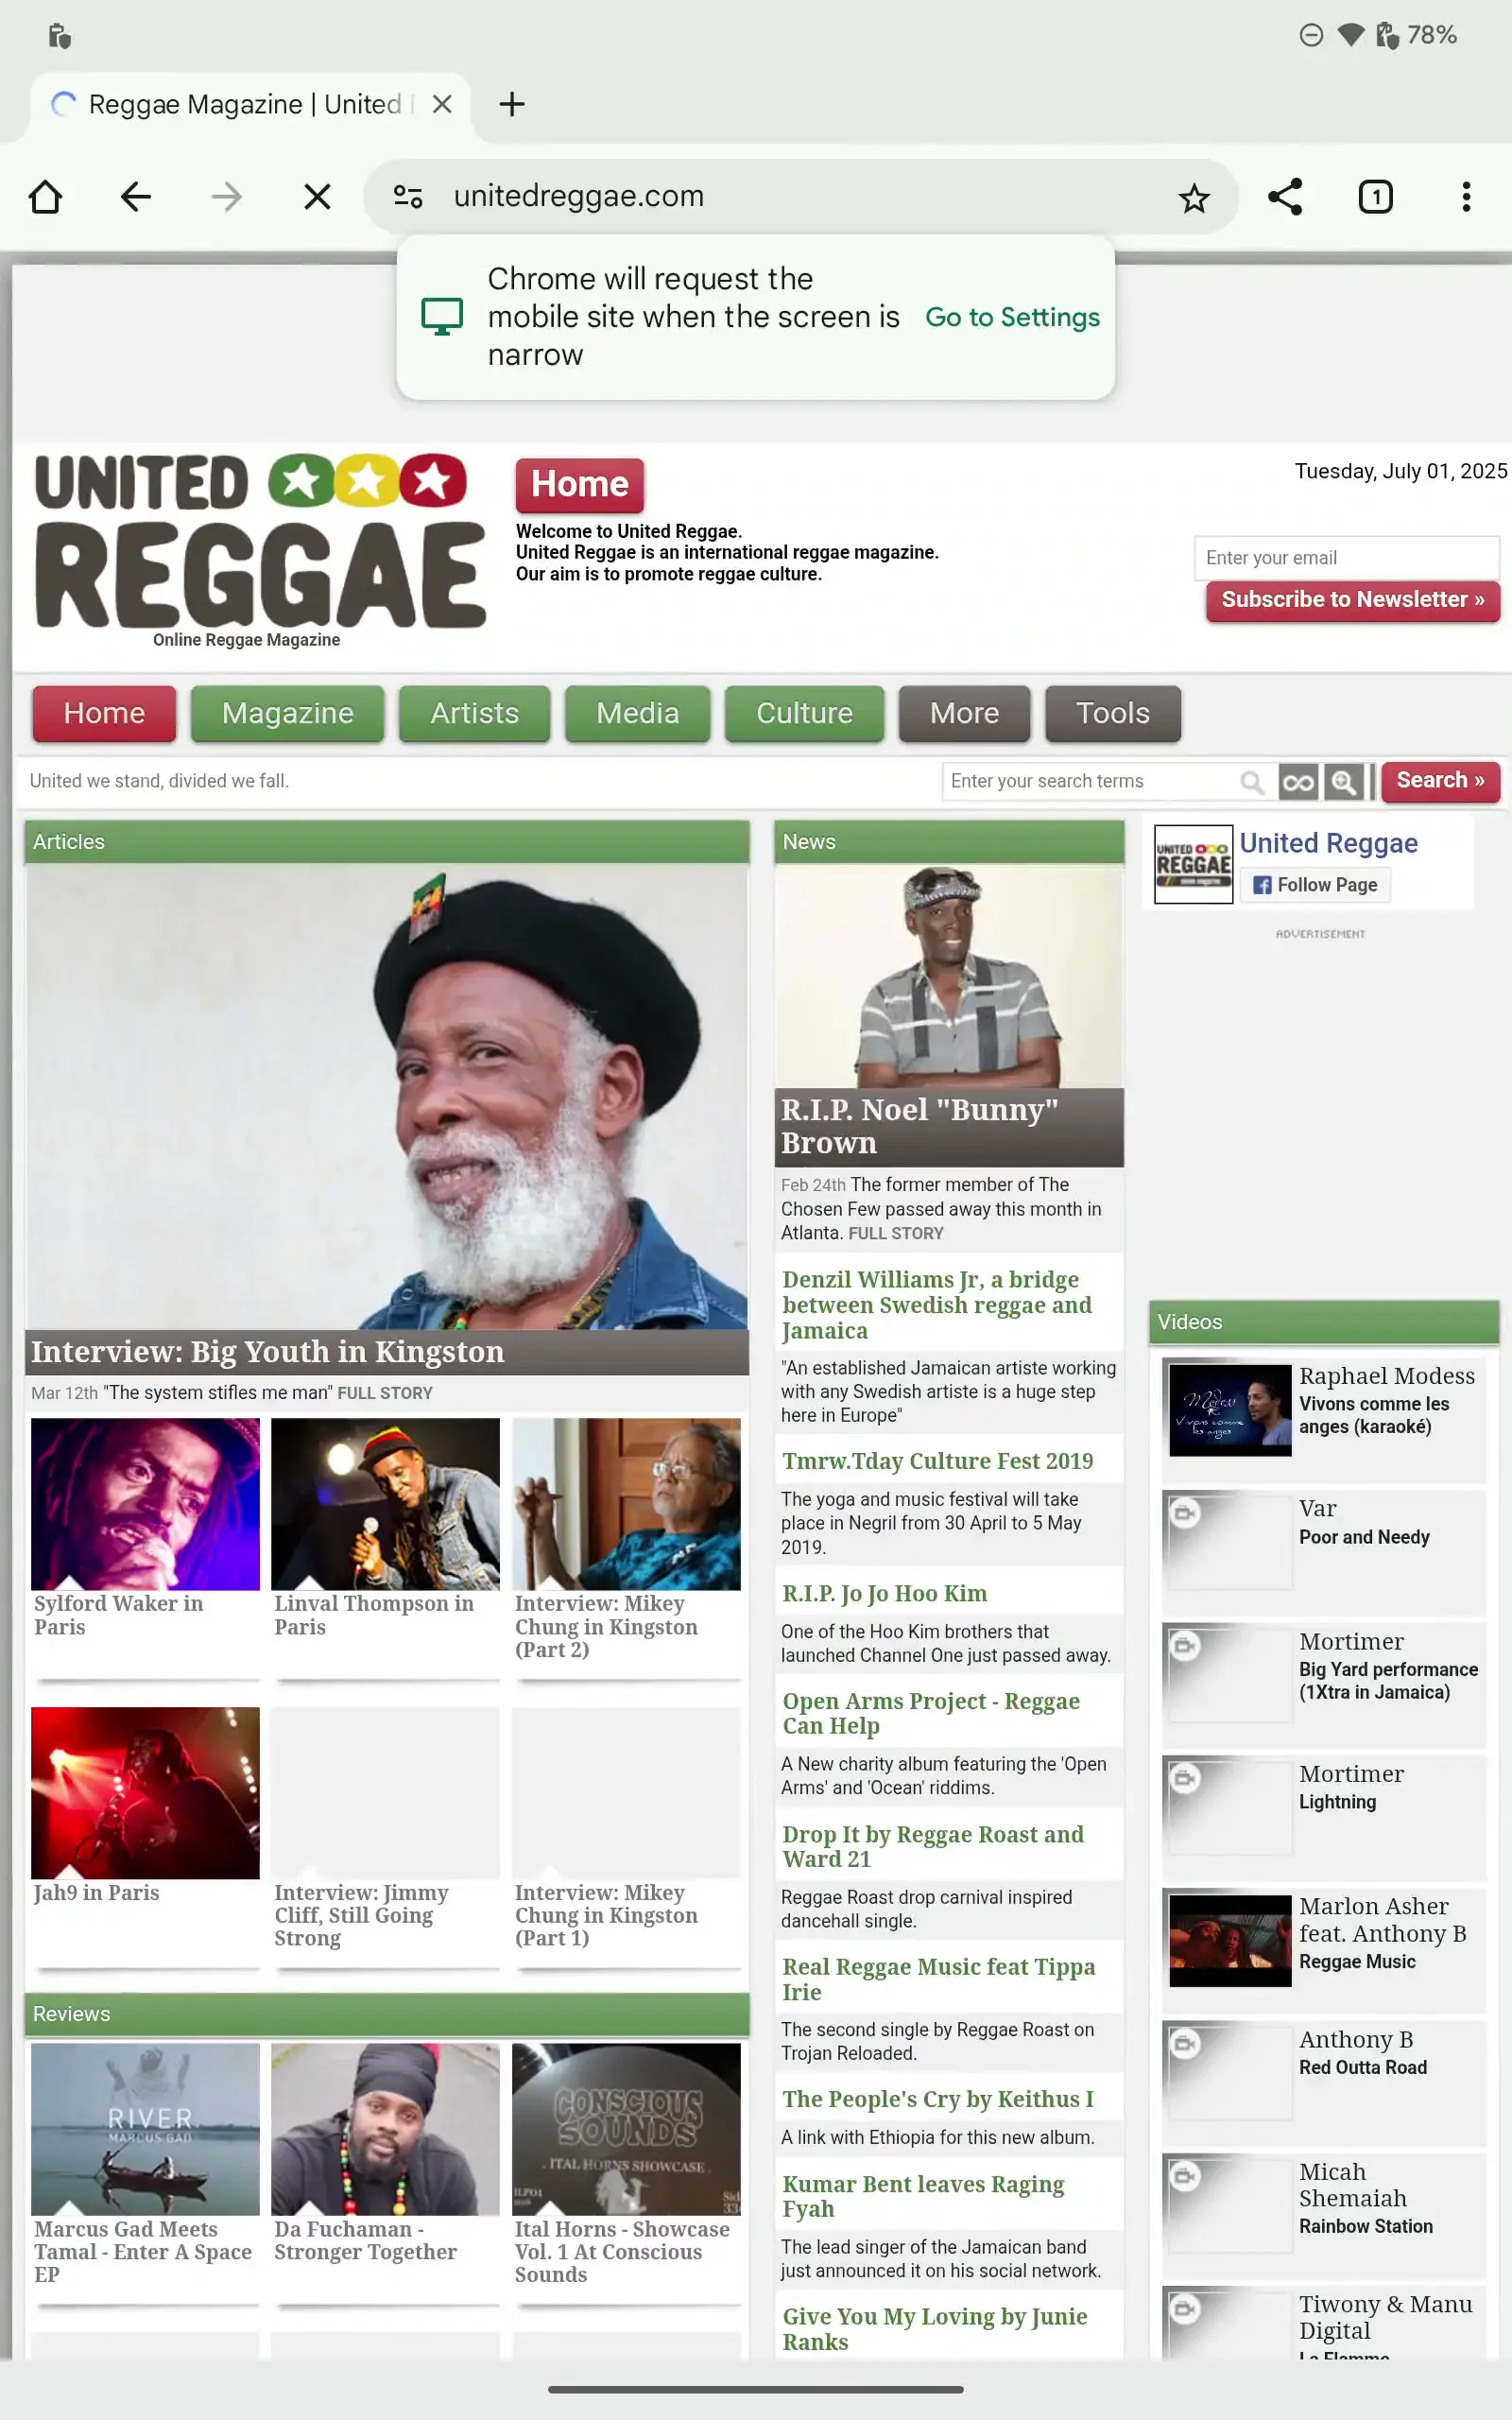 78%
Reggae Magazine | United
unitedreggae.com
1
Chrome will request the
mobile site when the screen is
narrow
Go to Settings
UNITED
REGGAE
Online Reggae Magazine
Home
Welcome to United Reggae.
United Reggae is an international reggae magazine.
Our aim is to promote reggae culture.
Tuesday, July 01, 2025
Enter your email
Subscribe to Newsletter »
Home
Magazine
Artists
Media
Culture
More
Tools
United we stand, divided we fall.
Enter your search terms
Search »
Articles
Interview: Big Youth in Kingston
Mar 12th "The system stifles me man" FULL STORY
Sylford Waker in
Paris
Linval Thompson in
Paris
Interview: Mikey
Chung in Kingston
(Part 2)
Jah9 in Paris
Interview: Jimmy
Cliff, Still Going
Strong
Interview: Mikey
Chung in Kingston
(Part 1)
Reviews
RIVER
MARCUS GAD
CONSCIOUS
SOUNDS
ITAL HORNS SHOWCASE
Marcus Gad Meets
Tamal - Enter A Space
EP
Da Fuchaman -
Stronger Together
Ital Horns - Showcase
Vol. 1 At Conscious
Sounds
News
R.I.P. Noel "Bunny"
Brown
Feb 24th The former member of The
Chosen Few passed away this month in
Atlanta. FULL STORY
Denzil Williams Jr, a bridge
between Swedish reggae and
Jamaica
"An established Jamaican artiste working
with any Swedish artiste is a huge step
here in Europe"
Tmrw.Tday Culture Fest 2019
The yoga and music festival will take
place in Negril from 30 April to 5 May
2019.
R.I.P. Jo Jo Hoo Kim
One of the Hoo Kim brothers that
launched Channel One just passed away.
Open Arms Project - Reggae
Can Help
A New charity album featuring the 'Open
Arms' and 'Ocean' riddims.
Drop It by Reggae Roast and
Ward 21
Reggae Roast drop carnival inspired
dancehall single.
Real Reggae Music feat Tippa
Irie
The second single by Reggae Roast on
Trojan Reloaded.
The People's Cry by Keithus I
A link with Ethiopia for this new album.
Kumar Bent leaves Raging
Fyah
The lead singer of the Jamaican band
just announced it on his social network.
Give You My Loving by Junie
Ranks
UNITED
REGGAE
United Reggae
Follow Page
ADVERTISEMENT
Videos
Modess
Vivons comme
les anges
Raphael Modess
Vivons comme les
anges (karaoké)
Var
Poor and Needy
Mortimer
Big Yard performance
(1Xtra in Jamaica)
Mortimer
Lightning
Marlon Asher
feat. Anthony B
Reggae Music
Anthony B
Red Outta Road
Micah
Shemaiah
Rainbow Station
Tiwony & Manu
Digital
La Flamme